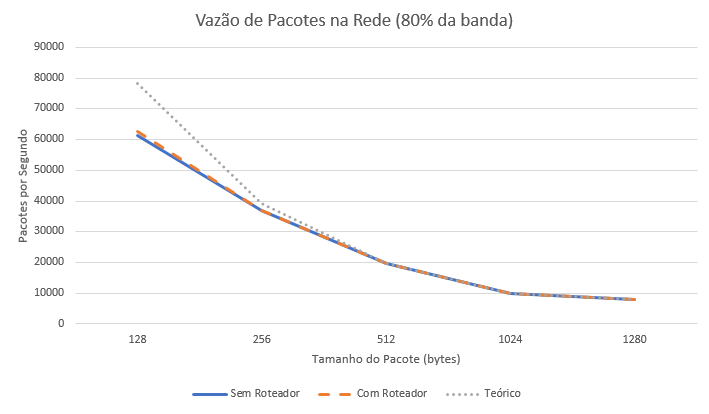 Vazão de Pacotes na Rede (80% da banda)
90000
80000
70000
60000
50000
40000
30000
20000
10000
0
Pacotes por Segundo
128 256 512 1024 1280
Tamanho do Pacote (bytes)
Sem Roteador Com Roteador Teórico